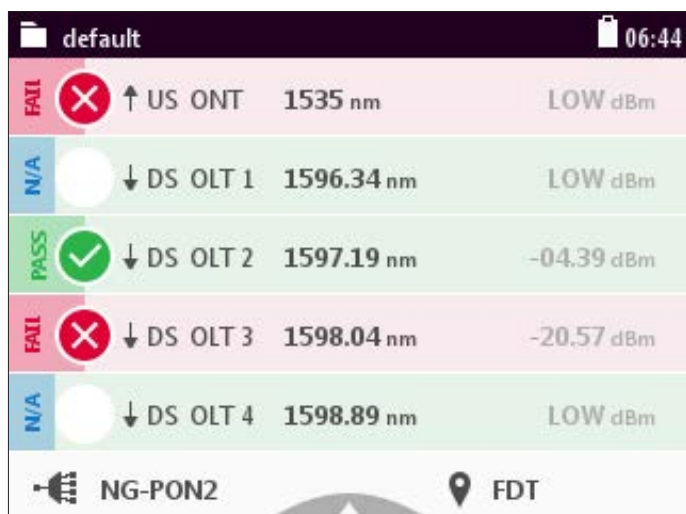 default 06:44
FAIL US ONT 1535 nm LOW dBm
N/A DS OLT 1 1596.34 nm LOW dBm
PASS DS OLT 2 1597.19 nm -04.39 dBm
FAIL DS OLT 3 1598.04 nm -20.57 dBm
N/A DS OLT 4 1598.89 nm LOW dBm
NG-PON2 FDT